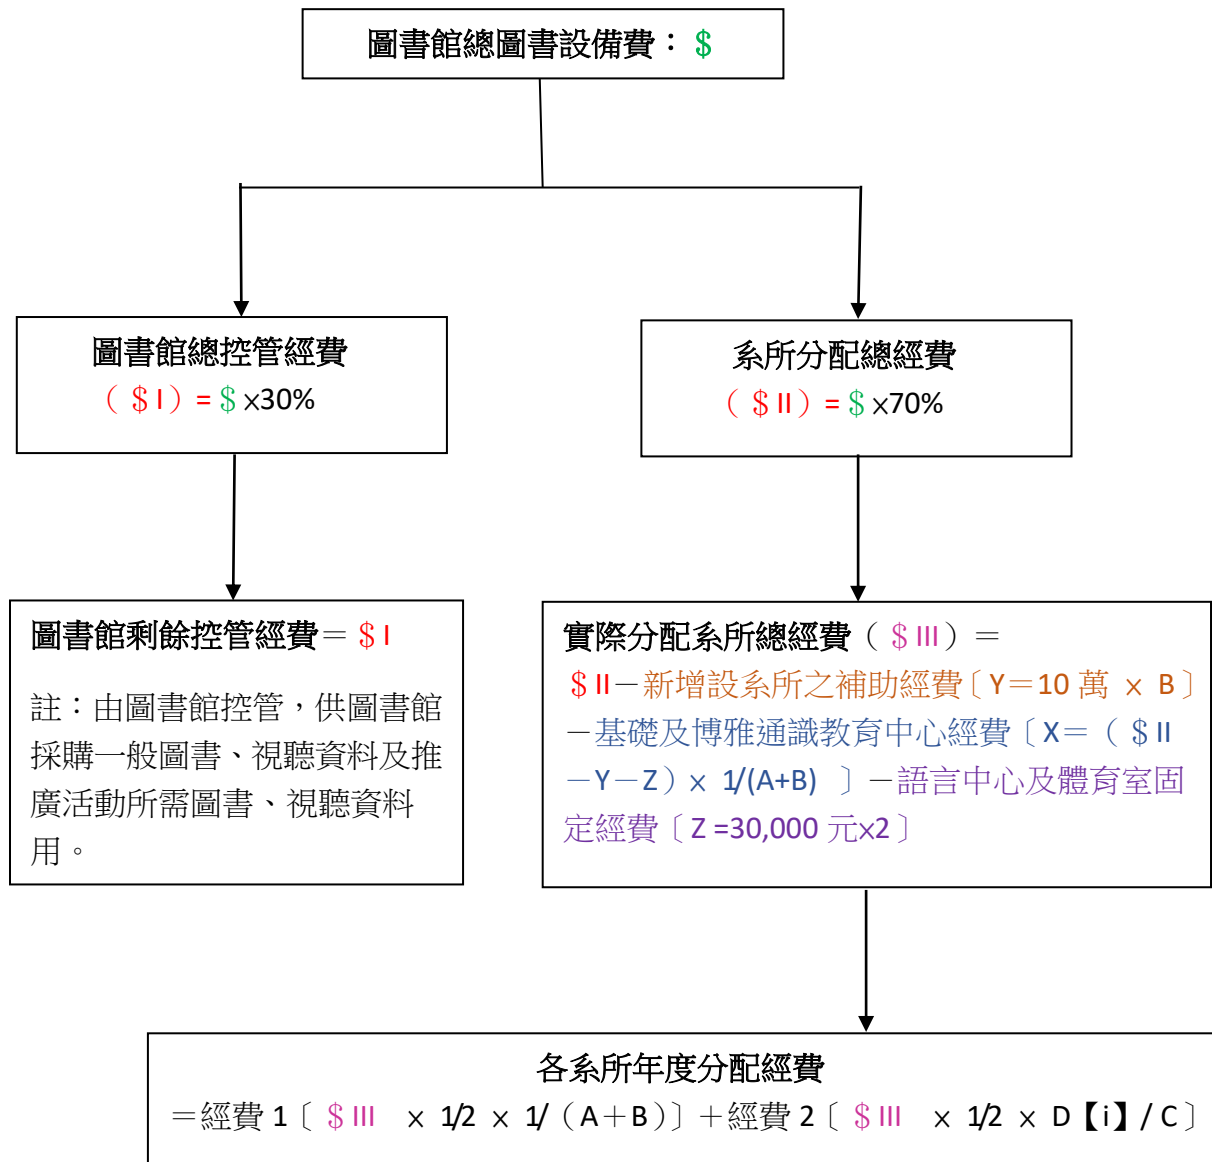 圖書館總圖書設備費：$
圖書館總控管經費
（ $ I ）= $ x30%
系所分配總經費
（ $ II ）= $ x70%
圖書館剩餘控管經費＝ $ I
註：由圖書館控管，供圖書館
採購一般圖書、視聽資料及推
廣活動所需圖書、視聽資料
用。
實際分配系所總經費（ $ III ）＝
$ II－新增設系所之補助經費〔 Y＝10 萬 x B 〕
－基礎及博雅通識教育中心經費〔 X＝（ $ II
－Y－Z）x 1/(A+B) 〕－語言中心及體育室固
定經費〔 Z =30,000 元x2 〕
各系所年度分配經費
＝經費 1〔 $ III x 1/2 x 1/（A＋B）〕＋經費 2〔 $ III x 1/2 x D【i】/ C 〕